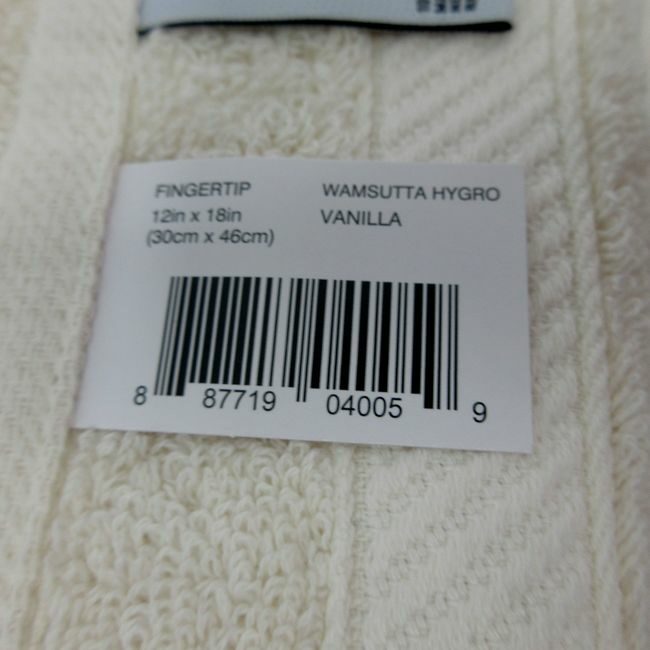 FINGERTIP
12in x 18in
(30cm x 46cm)
WAMSUTTA HYGRO
VANILLA
8 87719 04005 9